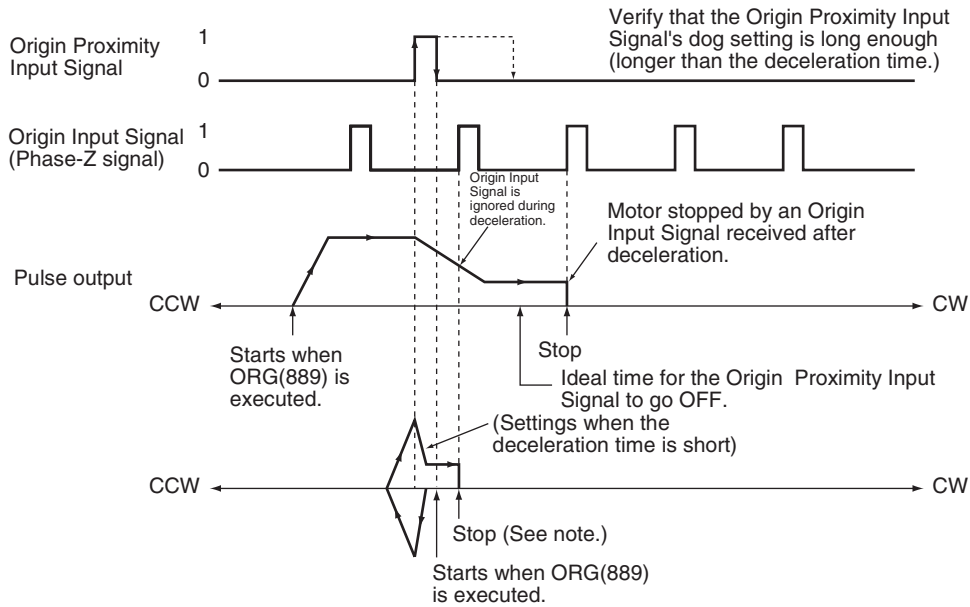 Verify that the Origin Proximity Input
Signal's dog setting is long enough
(longer than the deceleration time.)
Origin Proximity
Input Signal
1
0
Origin Input Signal
(Phase-Z signal)
1
0
Origin Input
Signal is
ignored during
deceleration.
Motor stopped by an Origin
Input Signal received after
deceleration.
Pulse output
CCW
CW
Starts when
ORG(889) is
executed.
Stop
Ideal time for the Origin Proximity Input
Signal to go OFF.
(Settings when the
deceleration time is short)
CCW
CW
Stop (See note.)
Starts when ORG(889)
is executed.